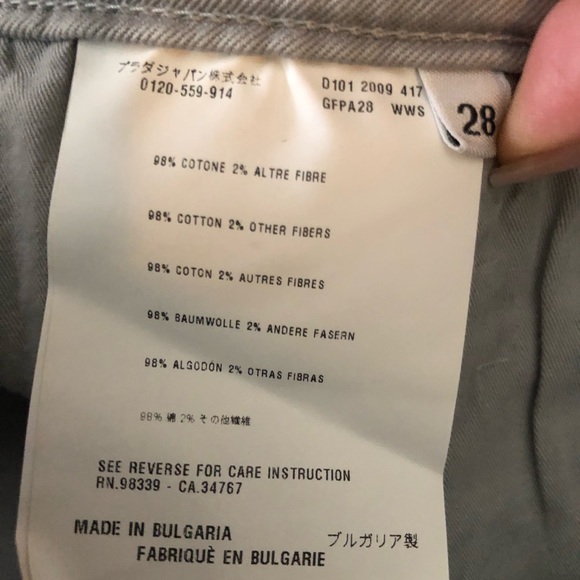 プラダジャパン株式会社
0120-559-914
D101 2009 417
GFPA28 WWS
28
98% COTONE 2% ALTRE FIBRE
98% COTTON 2% OTHER FIBERS
98% COTON 2% AUTRES FIBRES
98% BAUMWOLLE 2% ANDERE FASERN
98% ALGODÓN 2% OTRAS FIBRAS
98% 綿 2% その他繊維
SEE REVERSE FOR CARE INSTRUCTION
RN.98339 - CA.34767
MADE IN BULGARIA
FABRIQUÈ EN BULGARIE
ブルガリア製